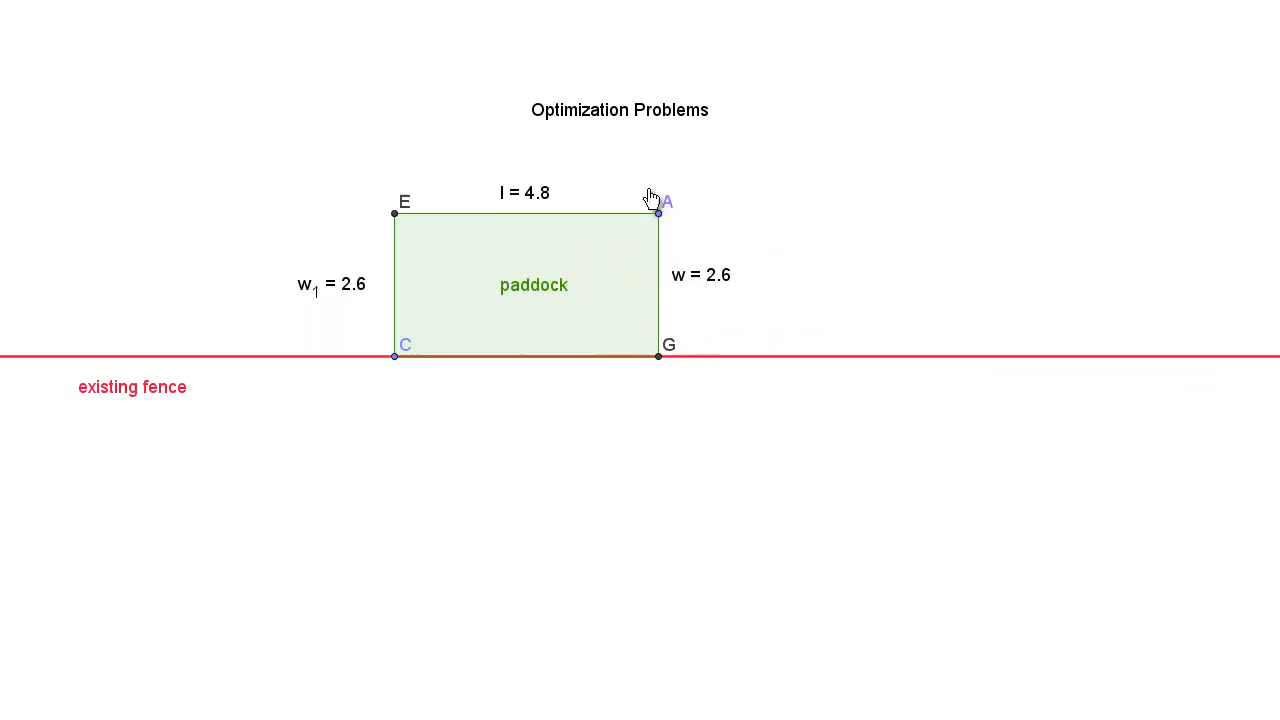 Optimization Problems
E
l = 4.8
A
w₁ = 2.6
paddock
w = 2.6
C
G
existing fence